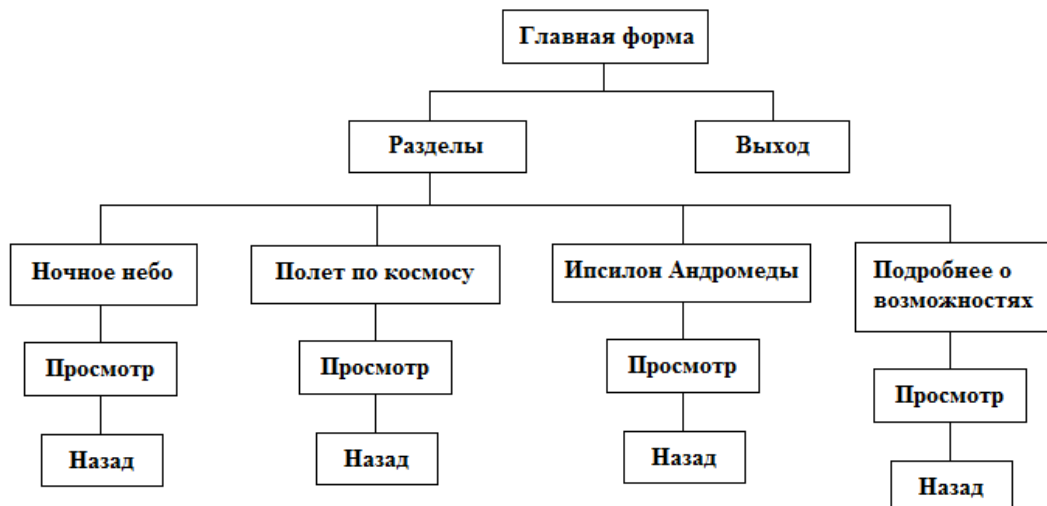 Главная форма
Разделы
Выход
Ночное небо
Полет по космосу
Ипсилон Андромеды
Подробнее о
возможностях
Просмотр
Просмотр
Просмотр
Просмотр
Назад
Назад
Назад
Назад